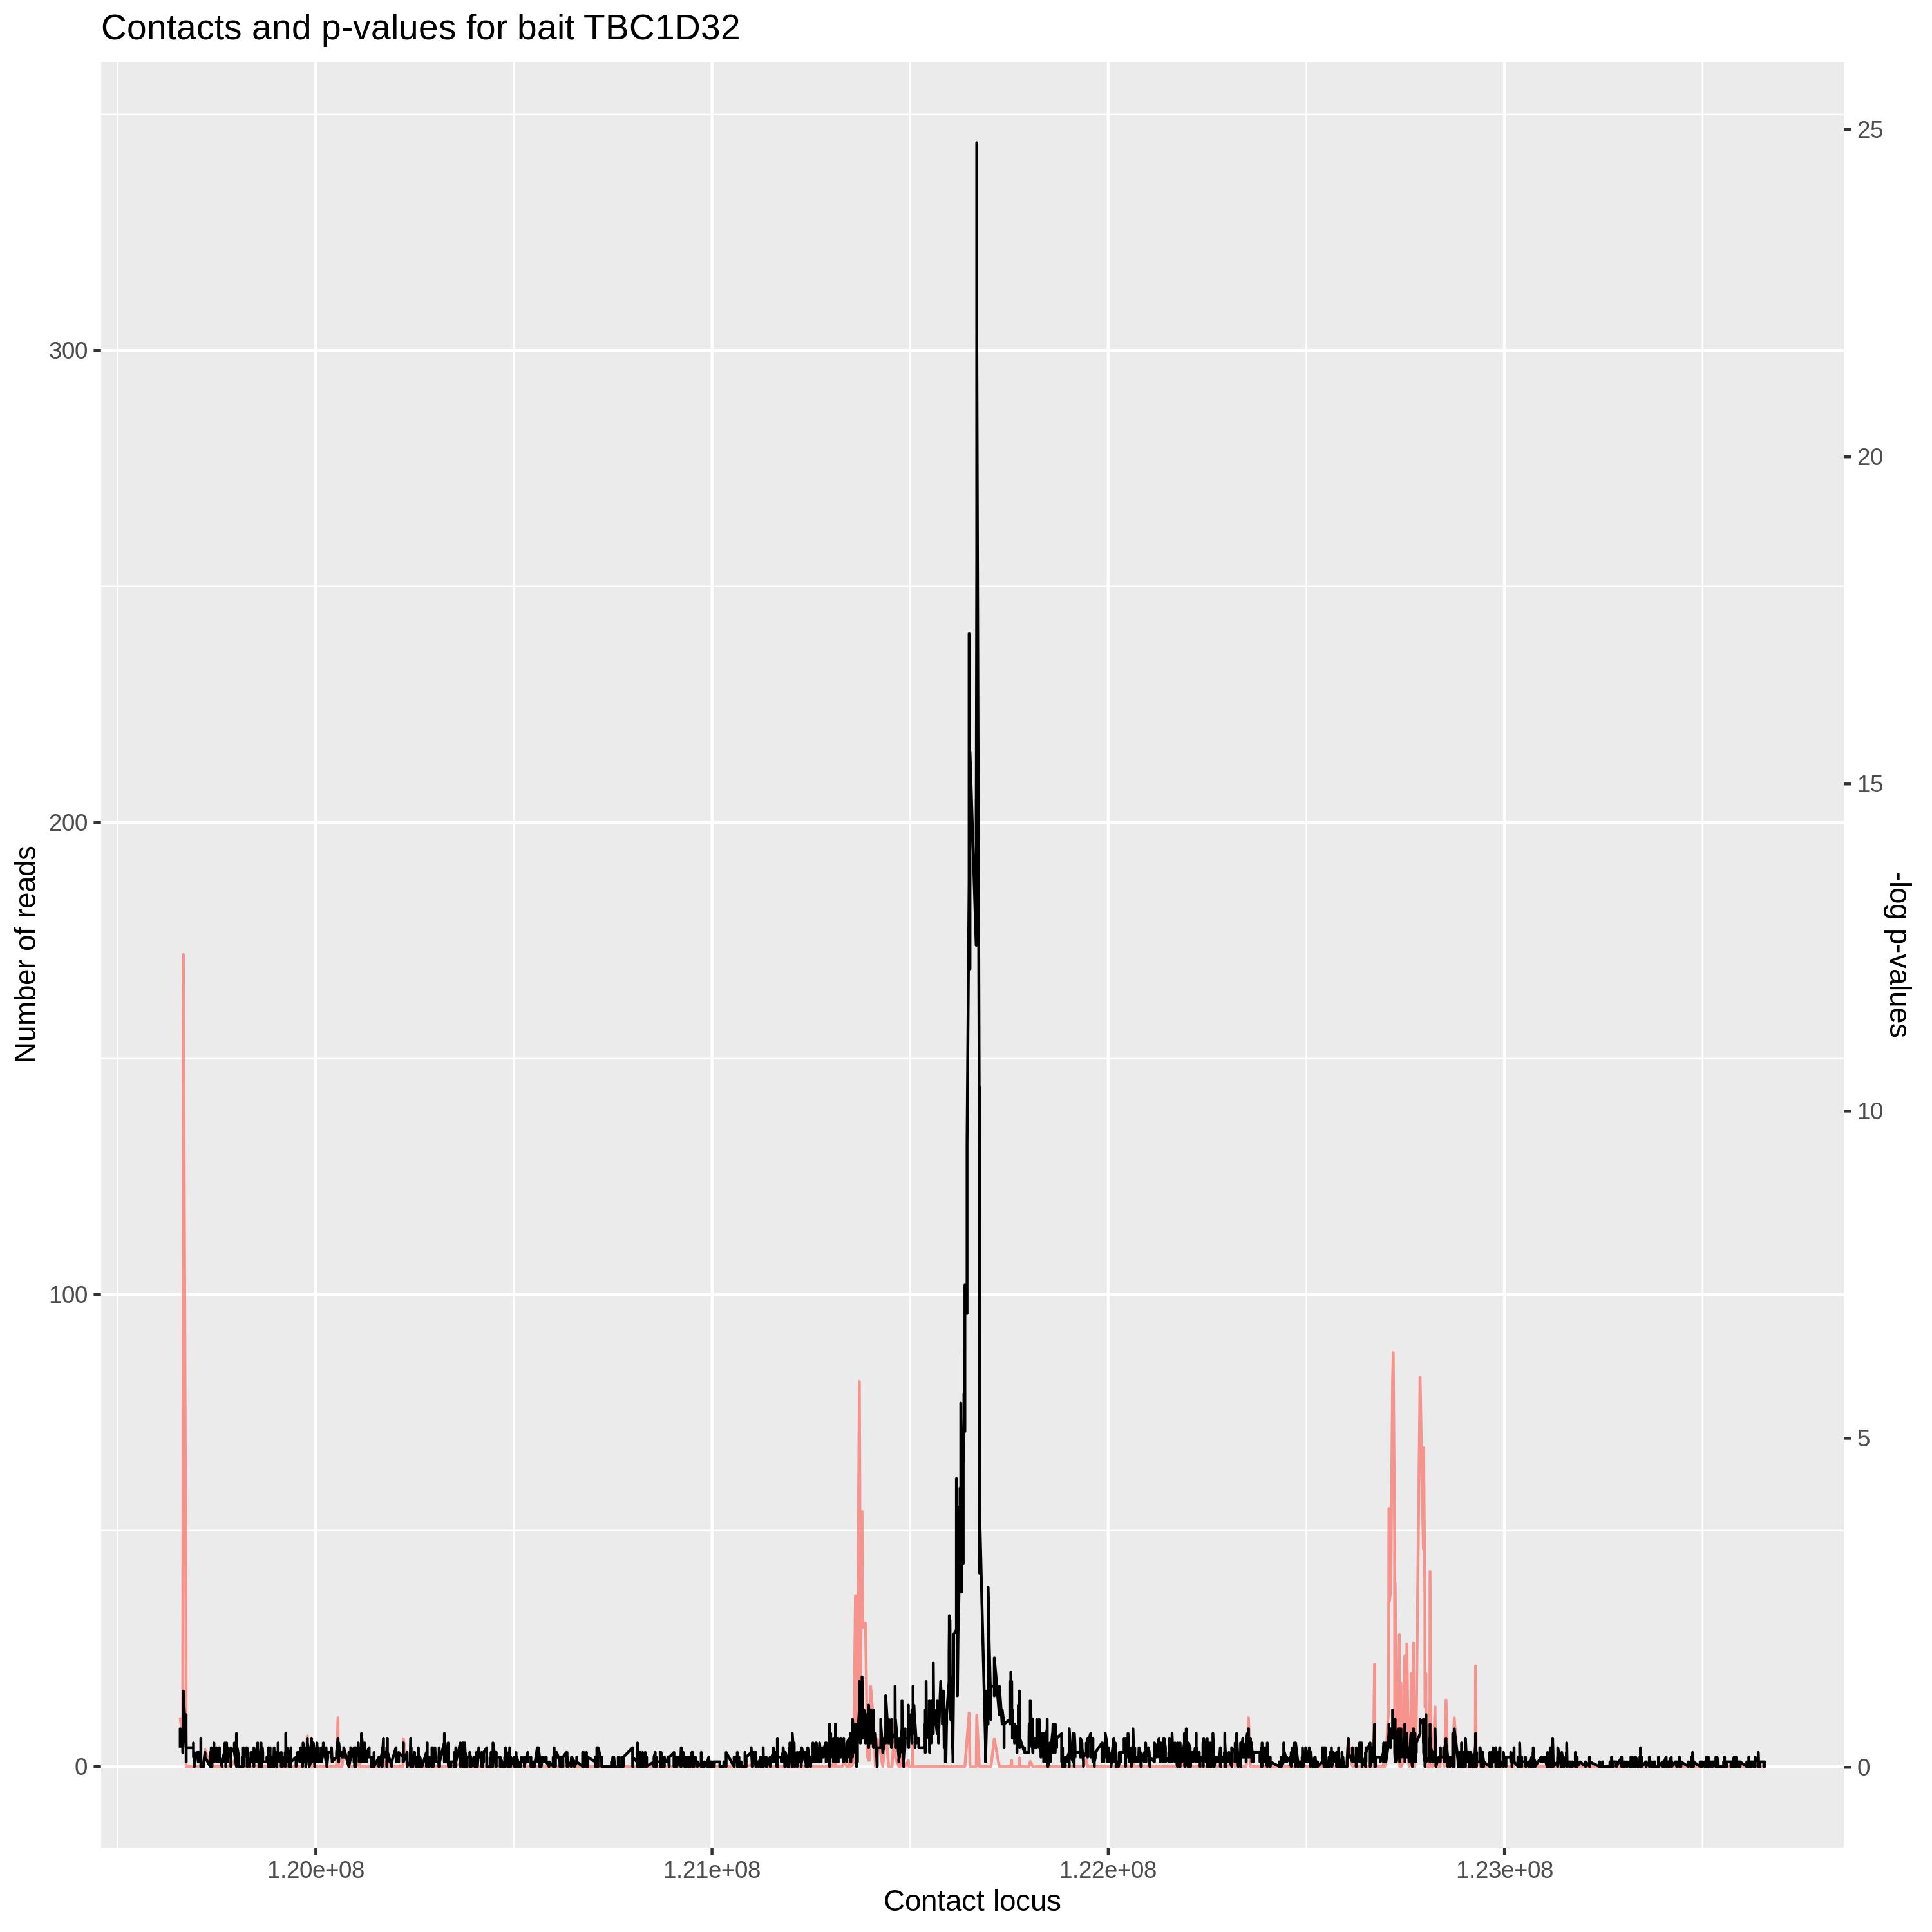 Contacts and p-values for bait TBC1D32
Number of reads
300
200
100
0
25
20
15
10
5
0
-log p-values
1.20e+08 1.21e+08 1.22e+08 1.23e+08
Contact locus